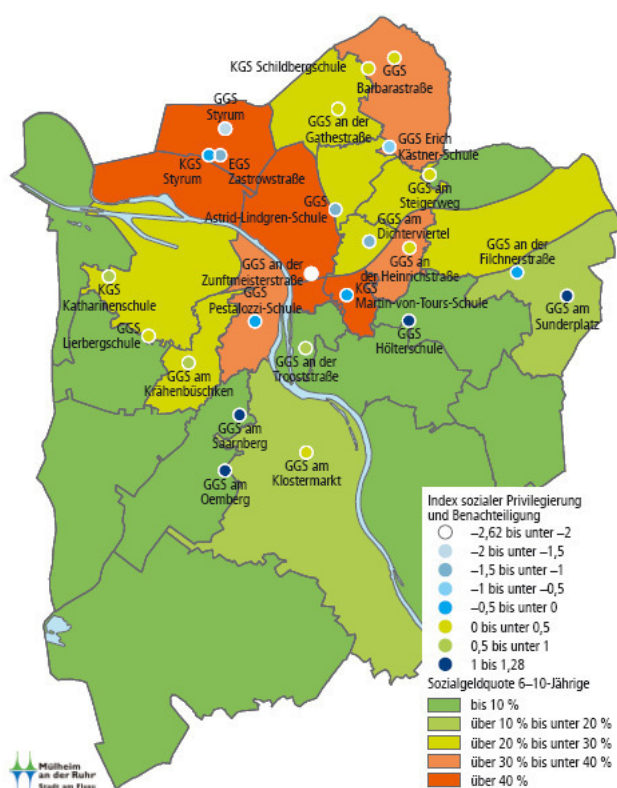 KGS Schildbergschule
GGS
Barbarastraße
GGS
Styrum
GGS an der
Gathestraße
GGS Erich
Kästner-Schule
KGS
Styrum
EGS
Zastrowstraße
GGS am
Steigerweg
GGS
Astrid-Lindgren-Schule
GGS am
Dichterviertel
GGS an der
Filchnerstraße
GGS an der
Zunftmeisterstraße
GGS an
der Heinrichstraße
KGS
Katharinenschule
GGS
Pestalozzi-Schule
KGS
Martin-von-Tours-Schule
GGS am
Sunderplatz
GGS
Lierbergschule
GGS
Hölterschule
GGS an der
Trooststraße
GGS am
Krähenbüschken
GGS am
Saarnberg
GGS am
Klostermarkt
GGS am
Oemberg
Index sozialer Privilegierung
und Benachteiligung
–2,62 bis unter –2
–2 bis unter –1,5
–1,5 bis unter –1
–1 bis unter –0,5
–0,5 bis unter 0
0 bis unter 0,5
0,5 bis unter 1
1 bis 1,28
Sozialgeldquote 6–10-Jährige
bis 10 %
über 10 % bis unter 20 %
über 20 % bis unter 30 %
über 30 % bis unter 40 %
über 40 %
Mülheim
an der Ruhr
Stadt am Fluss